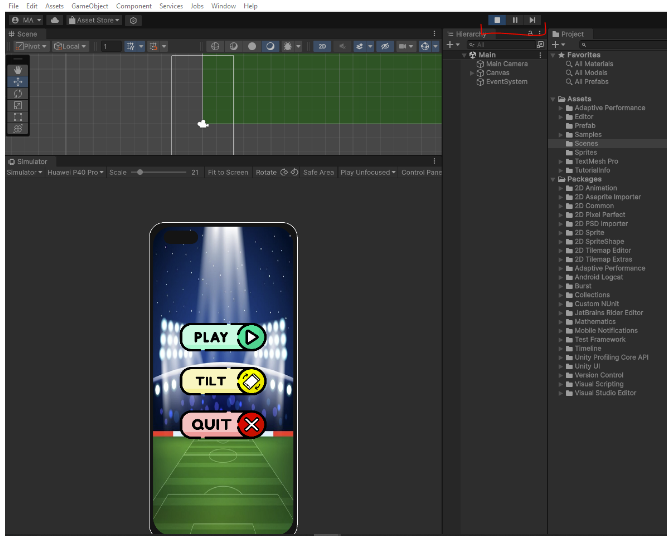 File Edit Assets GameObject Component Services Jobs Window Help
MA Asset Store
Scene
Pivot Local 1 2D
Simulator
Simulator Huawei P40 Pro Scale 21 Fit to Screen Rotate Safe Area Play Unfocused Control Pane
PLAY
TILT
QUIT
Hierarchy
All
Main
Main Camera
Canvas
EventSystem
Project
Favorites
All Materials
All Models
All Prefabs
Assets
Adaptive Performance
Editor
Prefab
Samples
Scenes
Sprites
TextMesh Pro
TutorialInfo
Packages
2D Animation
2D Aseprite Importer
2D Common
2D Pixel Perfect
2D PSD Importer
2D Sprite
2D SpriteShape
2D Tilemap Editor
2D Tilemap Extras
Adaptive Performance
Android Logcat
Burst
Collections
Custom NUnit
JetBrains Rider Editor
Mathematics
Mobile Notifications
Test Framework
Timeline
Unity Profiling Core API
Unity UI
Version Control
Visual Scripting
Visual Studio Editor